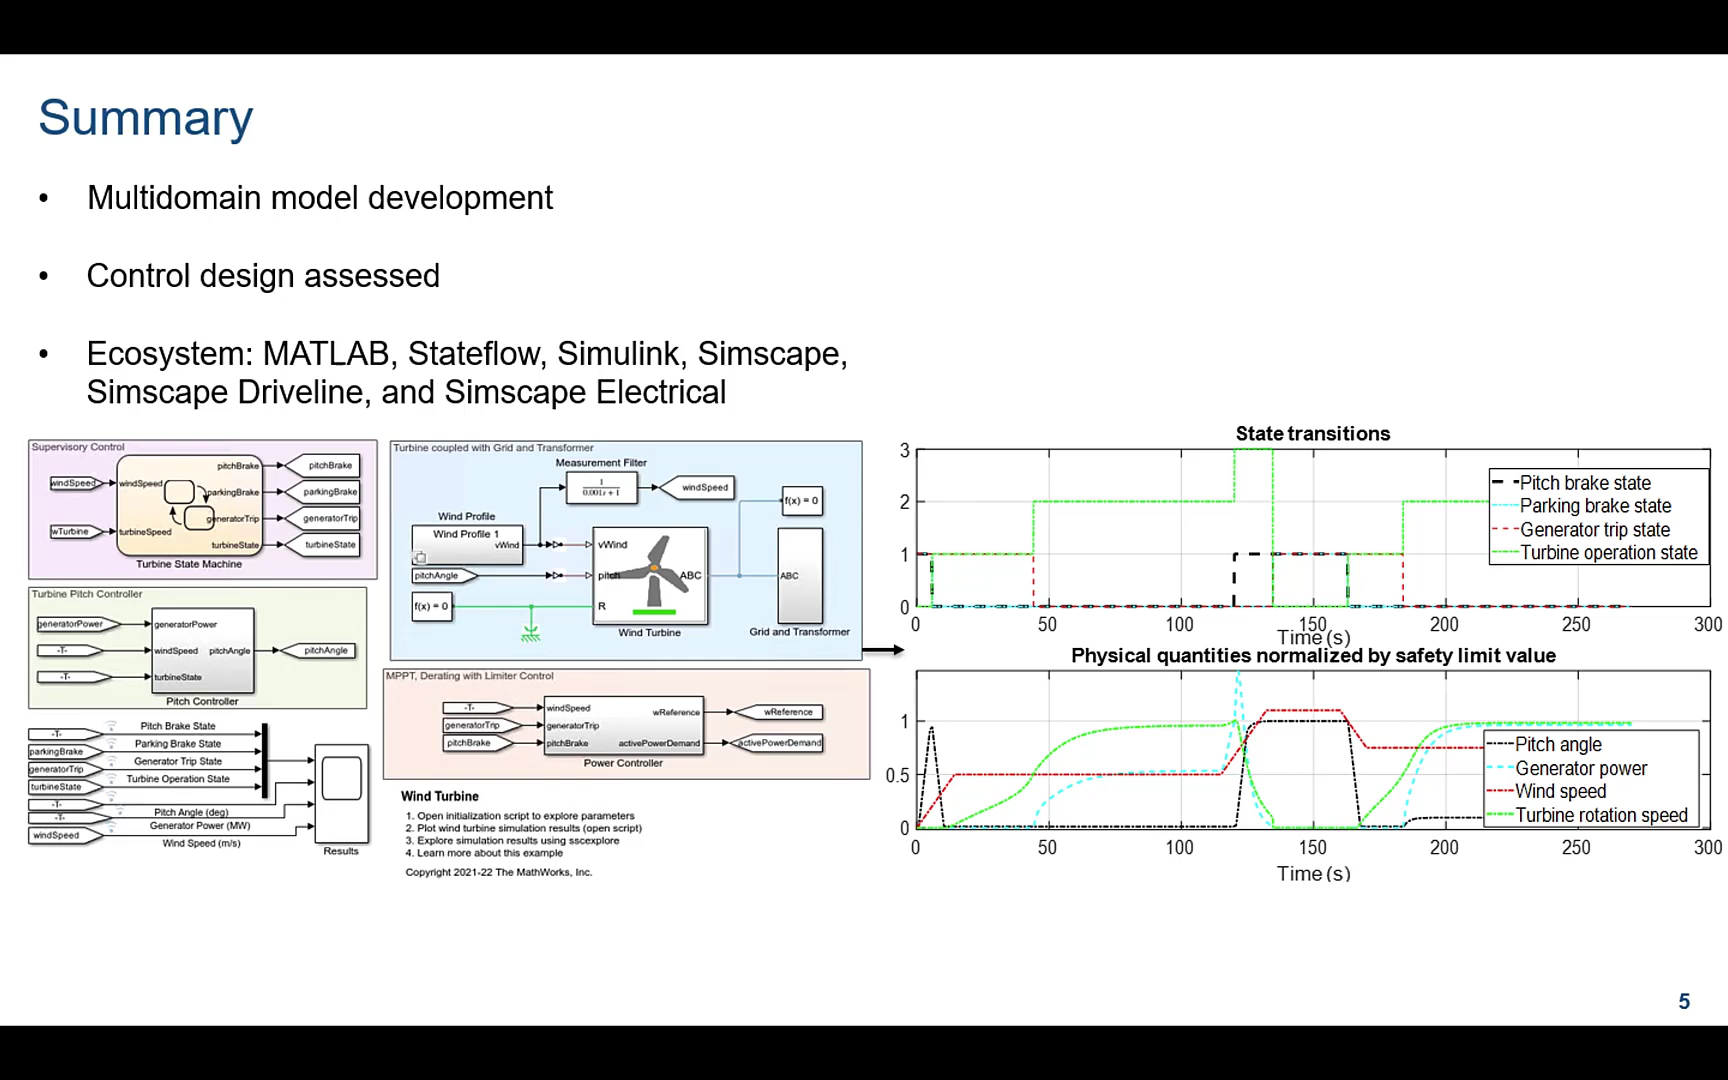 Summary
• Multidomain model development
• Control design assessed
• Ecosystem: MATLAB, Stateflow, Simulink, Simscape,
Simscape Driveline, and Simscape Electrical
Supervisory Control
windSpeed
wTurbine
windSpeed
turbineSpeed
pitchBrake
parkingBrake
generatorTrip
turbineState
pitchBrake
parkingBrake
generatorTrip
turbineState
Turbine State Machine
Turbine Pitch Controller
generatorPower
-T-
-T-
generatorPower
windSpeed
turbineState
pitchAngle
pitchAngle
Pitch Controller
-T-
parkingBrake
generatorTrip
turbineState
-T-
-T-
windSpeed
Pitch Brake State
Parking Brake State
Generator Trip State
Turbine Operation State
Pitch Angle (deg)
Generator Power (MW)
Wind Speed (m/s)
Results
Turbine coupled with Grid and Transformer
Measurement Filter
1
0.001s + 1
windSpeed
f(x) = 0
Wind Profile
Wind Profile 1
vWind
pitchAngle
f(x) = 0
vWind
pitch
R
ABC
Wind Turbine
ABC
Grid and Transformer
MPPT, Derating with Limiter Control
-T-
generatorTrip
pitchBrake
windSpeed
generatorTrip
pitchBrake
wReference
activePowerDemand
wReference
activePowerDemand
Power Controller
Wind Turbine
1. Open initialization script to explore parameters
2. Plot wind turbine simulation results (open script)
3. Explore simulation results using sscexplore
4. Learn more about this example
Copyright 2021-22 The MathWorks, Inc.
State transitions
3
2
1
0
Pitch brake state
Parking brake state
Generator trip state
Turbine operation state
0 50 100 150 200 250 300
Time (s)
Physical quantities normalized by safety limit value
1
0.5
0
Pitch angle
Generator power
Wind speed
Turbine rotation speed
0 50 100 150 200 250 300
Time (s)
5